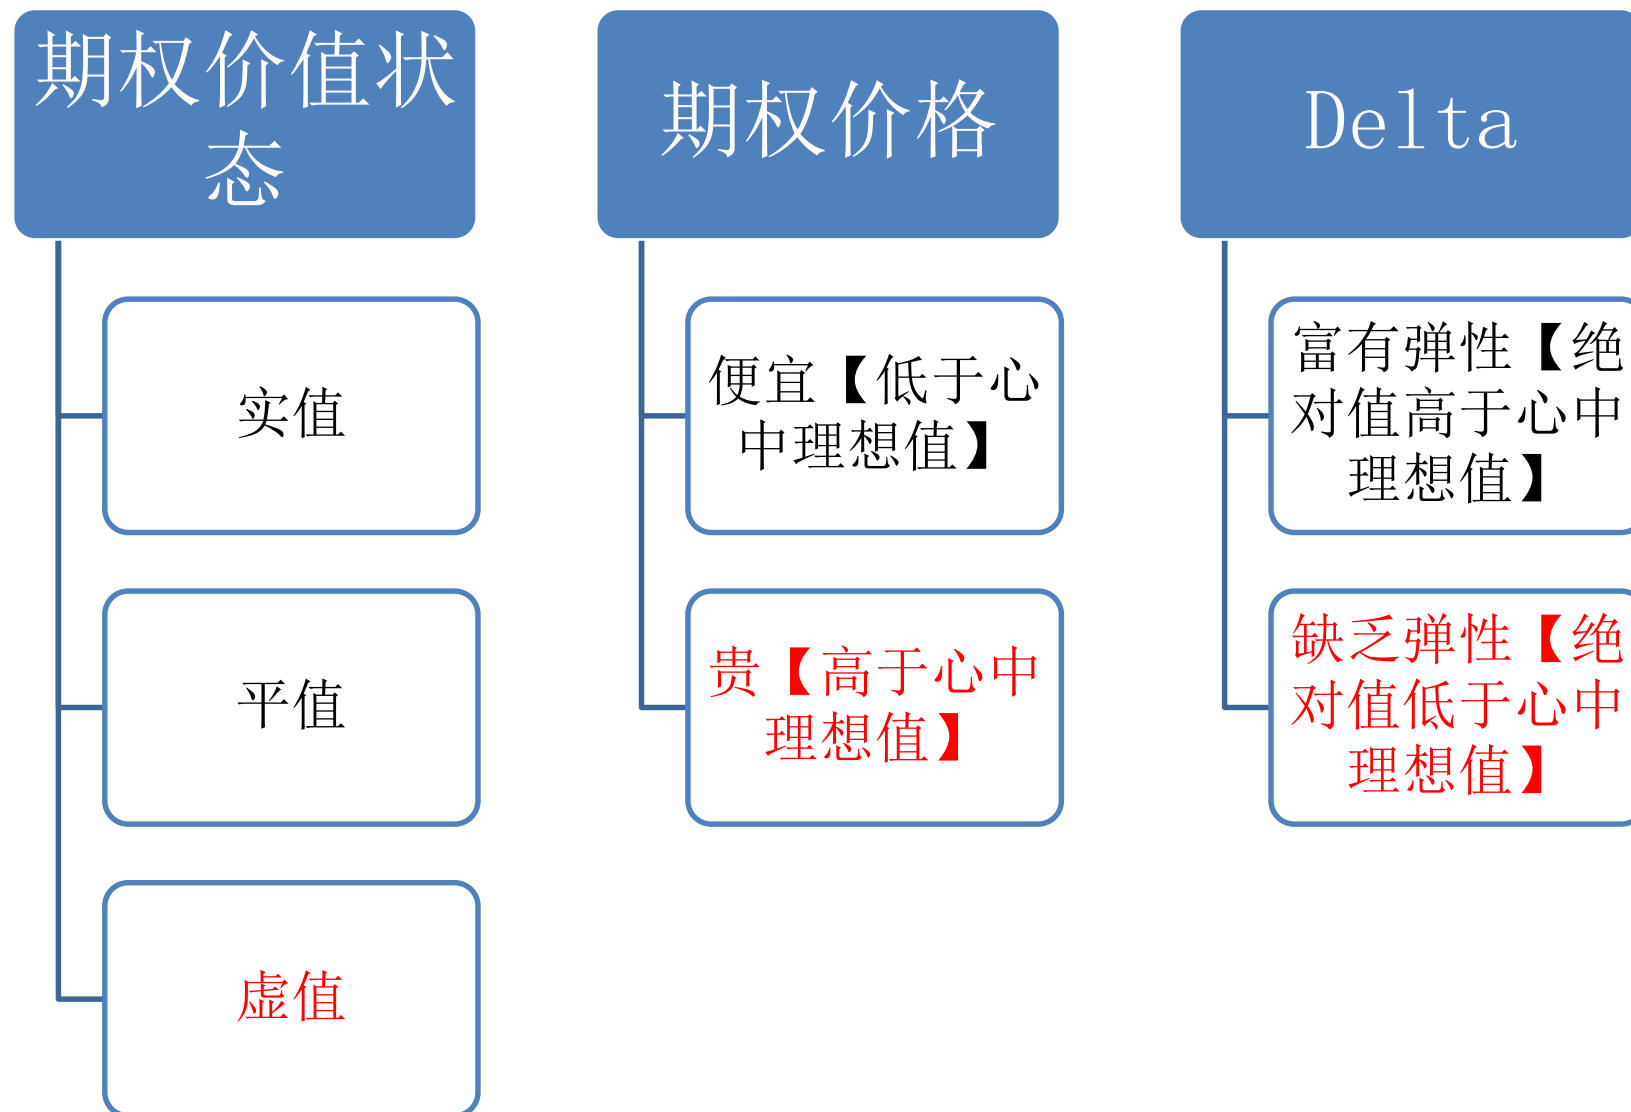 期权价值状
态
实值
平值
虚值
期权价格
便宜【低于心
中理想值】
贵【高于心中
理想值】
Delta
富有弹性【绝
对值高于心中
理想值】
缺乏弹性【绝
对值低于心中
理想值】